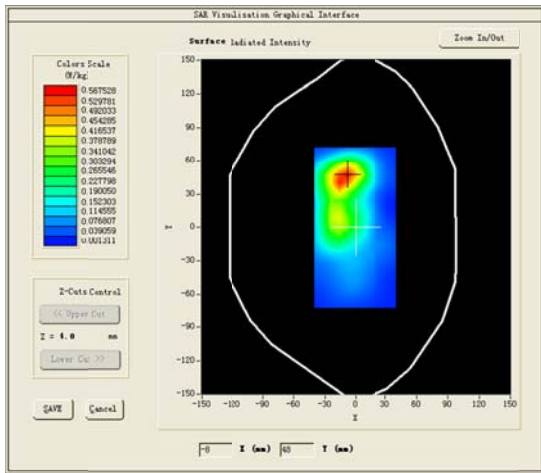 SAR Visualisation Graphical Interface
Surface Radiated Intensity
Zoom In/Out
Colors Scale
(W/kg)
0.567528
0.529781
0.492033
0.454285
0.416537
0.378789
0.341042
0.303294
0.265546
0.227798
0.190050
0.152303
0.114555
0.076807
0.039059
0.001311
Z-Cuts Control
<< Upper Cut
Z = 4.0 mm
Lower Cut >>
SAVE Cancel
150
120
90
60
30
0
-30
-60
-90
-120
-150
Y
-150 -120 -90 -60 -30 0 30 60 90 120 150
X
-8 X (mm) 48 Y (mm)